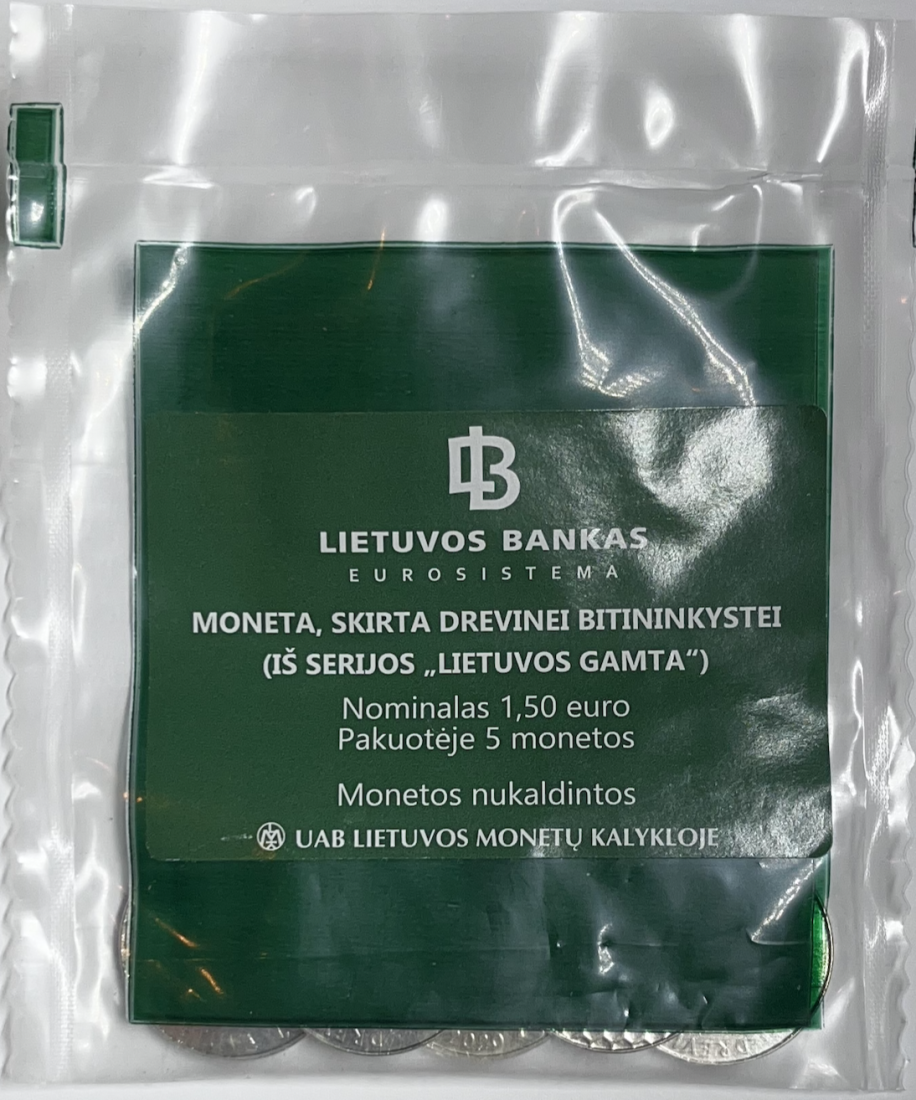 LIETUVOS BANKAS
EUROSISTEMA
MONETA, SKIRTA DREVINEI BITININKYSTEI
(IŠ SERIJOS „LIETUVOS GAMTA“)
Nominalas 1,50 euro
Pakuotėje 5 monetos
Monetos nukaldintos
UAB LIETUVOS MONETŲ KALYKLOJE